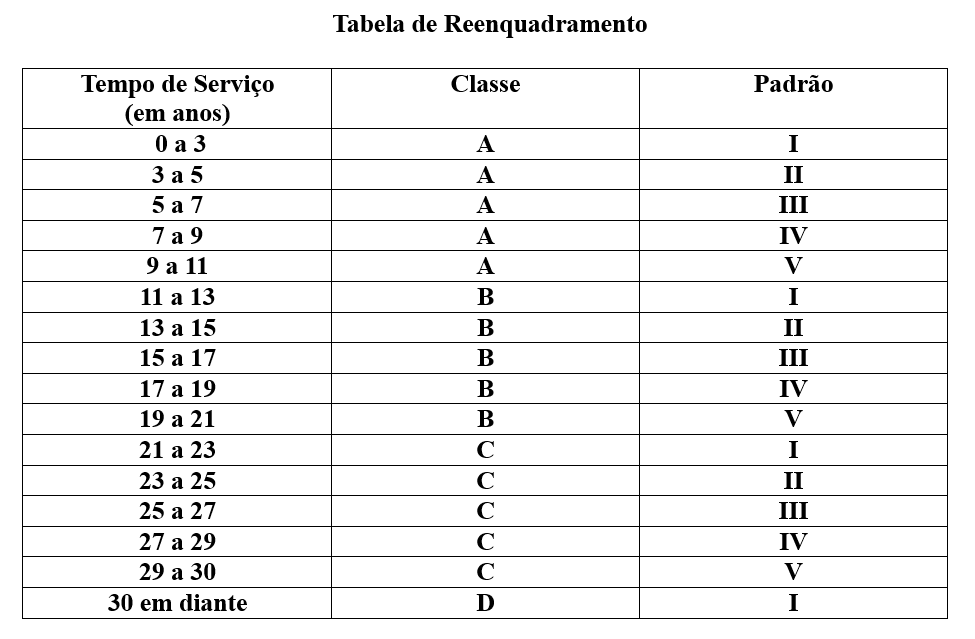 Tabela de Reenquadramento
Tempo de Serviço (em anos) Classe Padrão
0 a 3 A I
3 a 5 A II
5 a 7 A III
7 a 9 A IV
9 a 11 A V
11 a 13 B I
13 a 15 B II
15 a 17 B III
17 a 19 B IV
19 a 21 B V
21 a 23 C I
23 a 25 C II
25 a 27 C III
27 a 29 C IV
29 a 30 C V
30 em diante D I